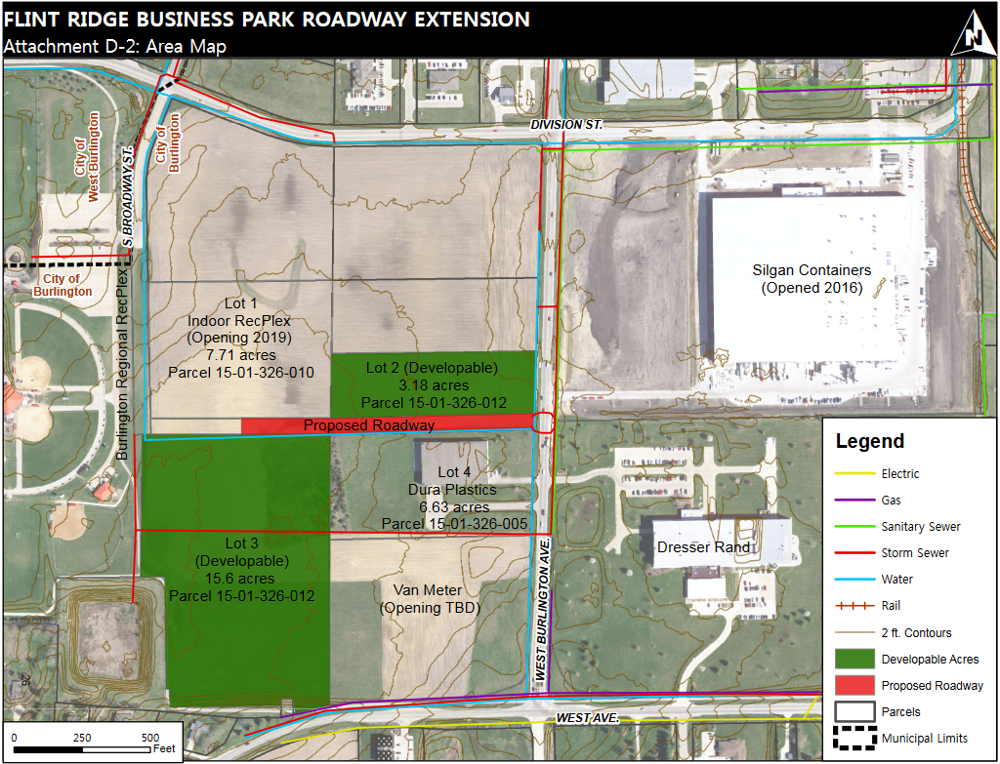 FLINT RIDGE BUSINESS PARK ROADWAY EXTENSION
Attachment D-2: Area Map
N
DIVISION ST.
City of
West Burlington
City of
Burlington
S. BROADWAY ST.
City of
Burlington
Burlington Regional RecPlex
Silgan Containers
(Opened 2016)
Lot 1
Indoor RecPlex
(Opening 2019)
7.71 acres
Parcel 15-01-326-010
Lot 2 (Developable)
3.18 acres
Parcel 15-01-326-012
Proposed Roadway
Lot 4
Dura Plastics
6.63 acres
Parcel 15-01-326-005
Lot 3
(Developable)
15.6 acres
Parcel 15-01-326-012
Van Meter
(Opening TBD)
Dresser Rand
WEST BURLINGTON AVE.
WEST AVE.
Legend
Electric
Gas
Sanitary Sewer
Storm Sewer
Water
Rail
2 ft. Contours
Developable Acres
Proposed Roadway
Parcels
Municipal Limits
0 250 500
Feet